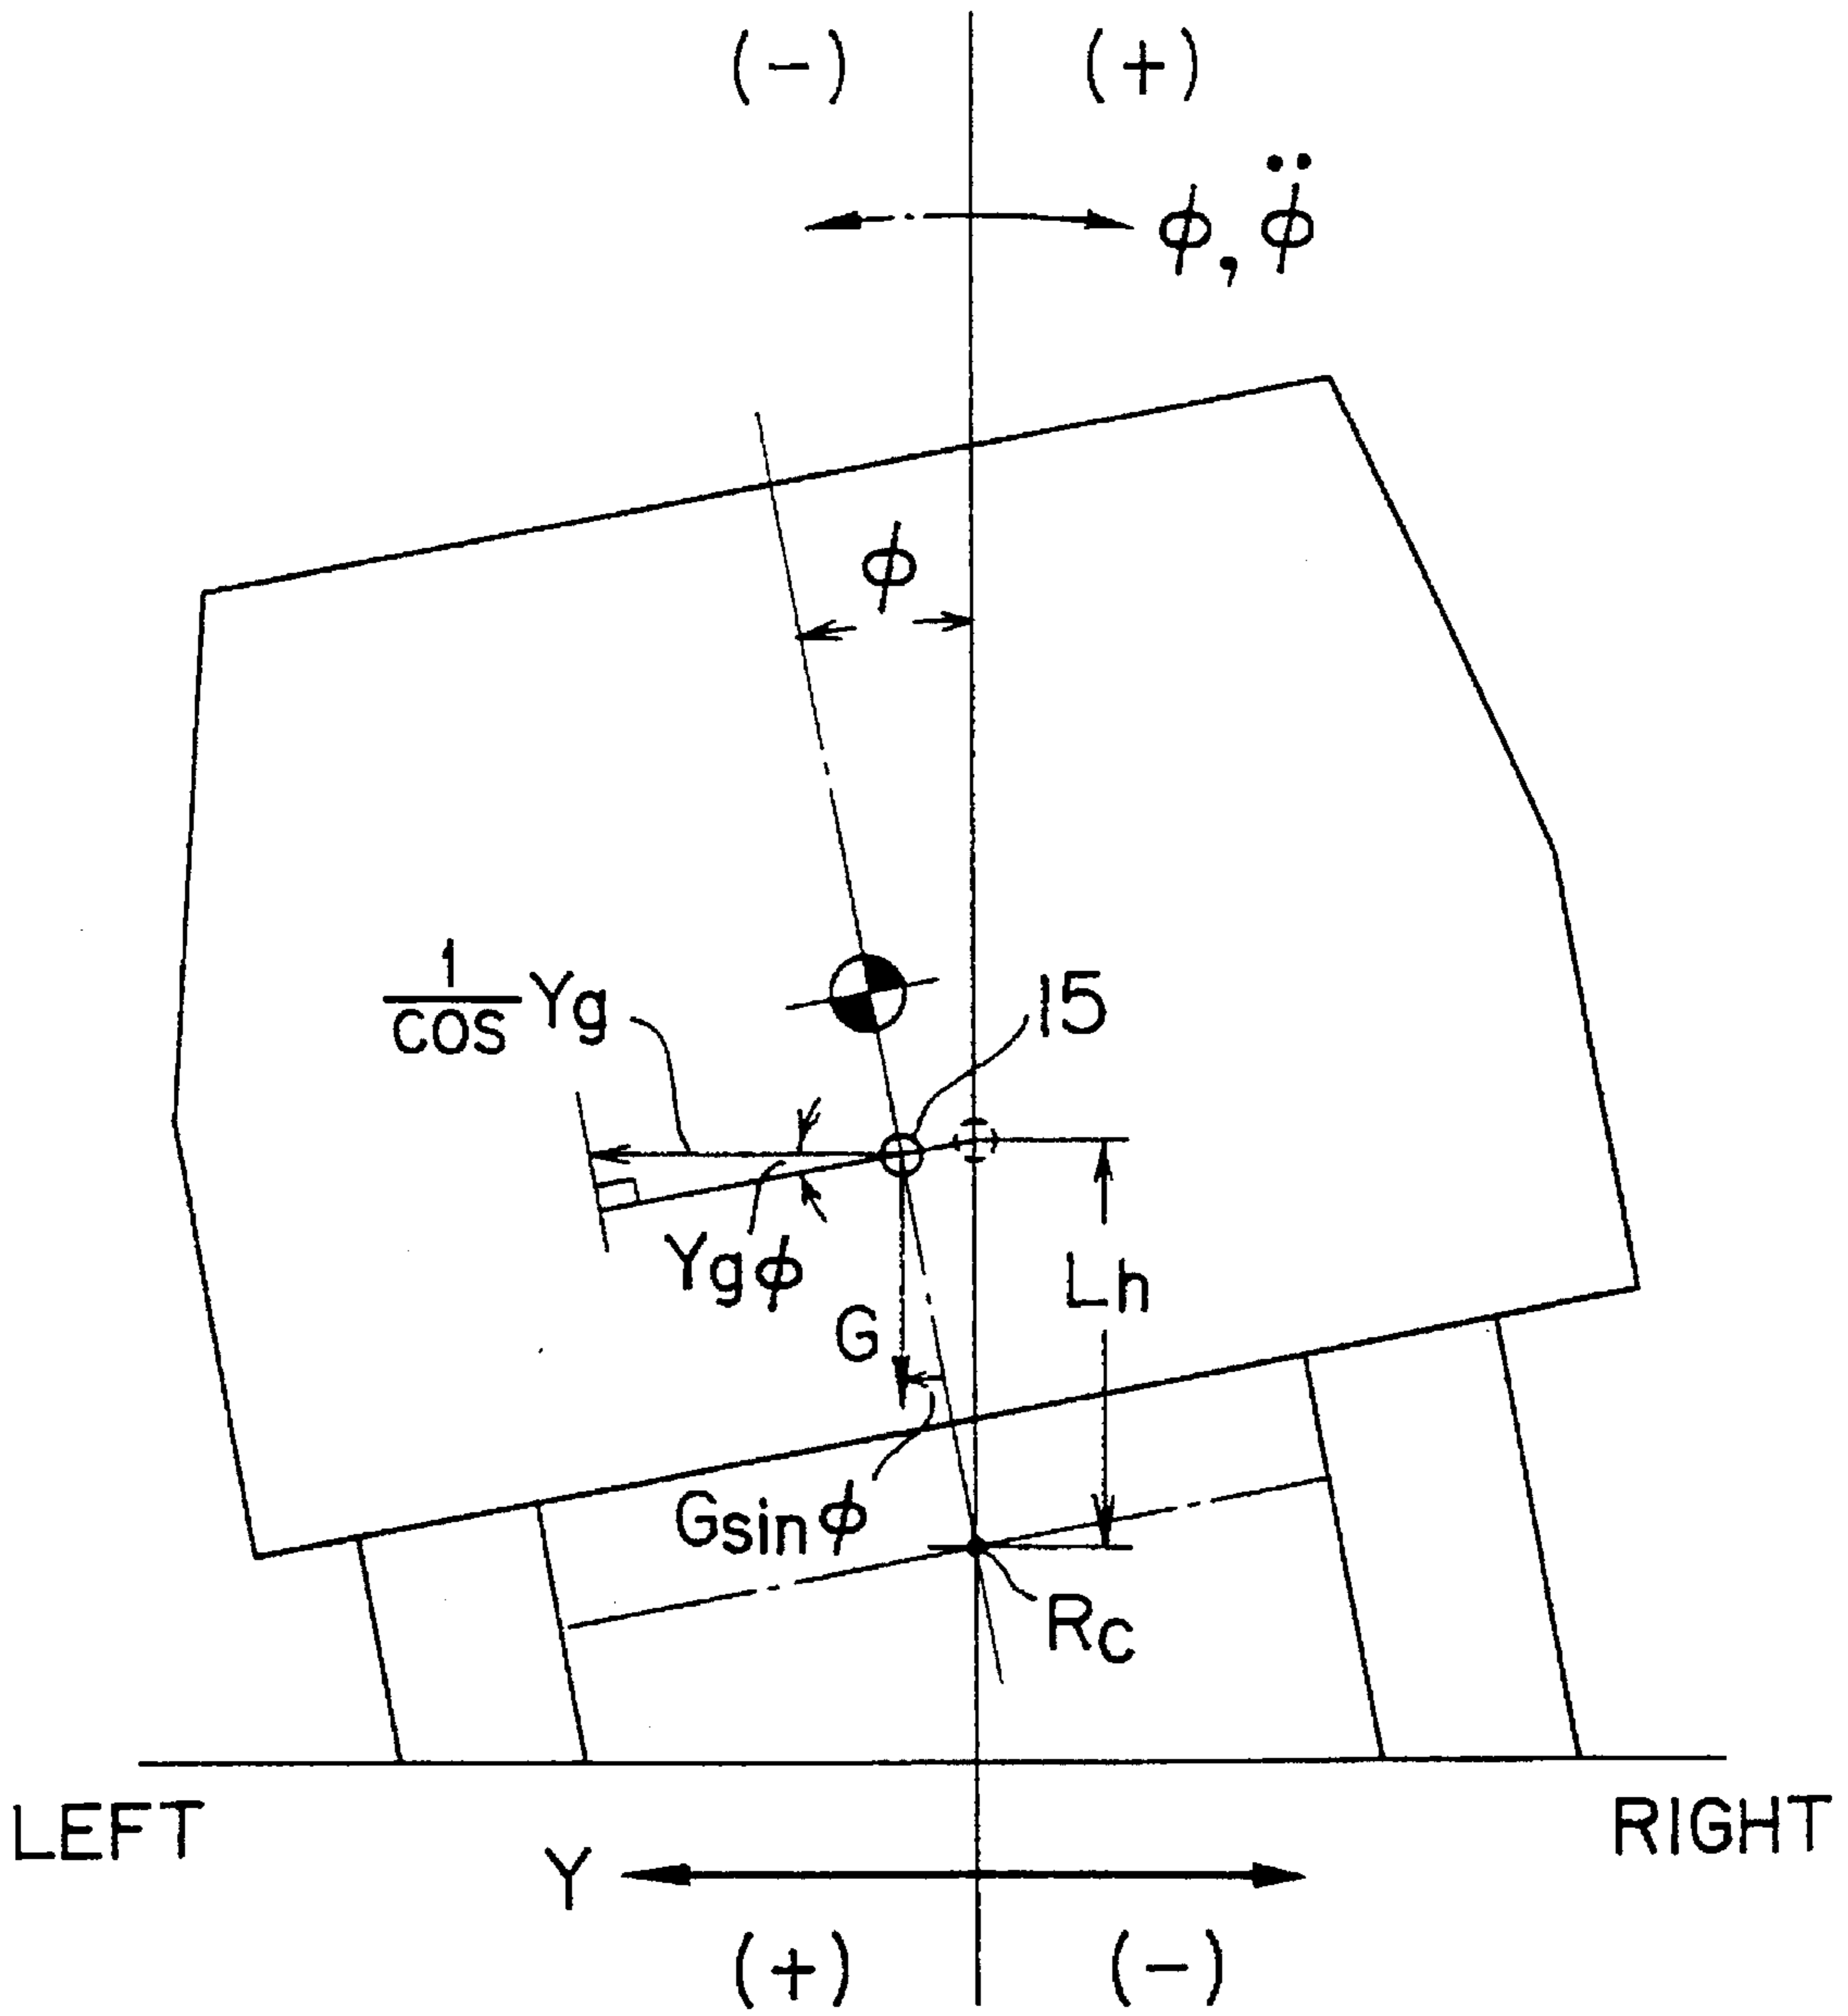 (-) (+)
ϕ, ϕ̈
ϕ
1/cos Yg
15
Ygϕ
Lh
G
Gsinϕ
Rc
LEFT
RIGHT
Y
(+) (-)